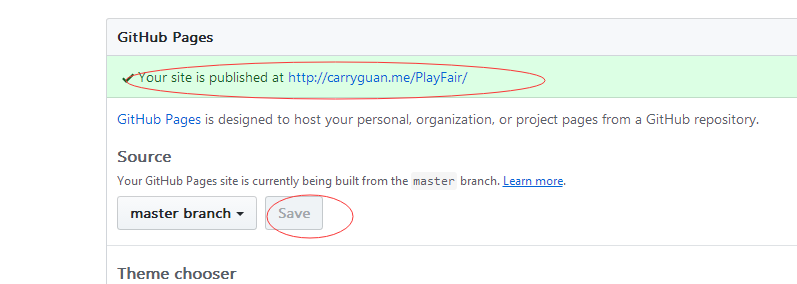 GitHub Pages
Your site is published at http://carryguan.me/PlayFair/
GitHub Pages is designed to host your personal, organization, or project pages from a GitHub repository.
Source
Your GitHub Pages site is currently being built from the master branch. Learn more.
master branch Save
Theme chooser